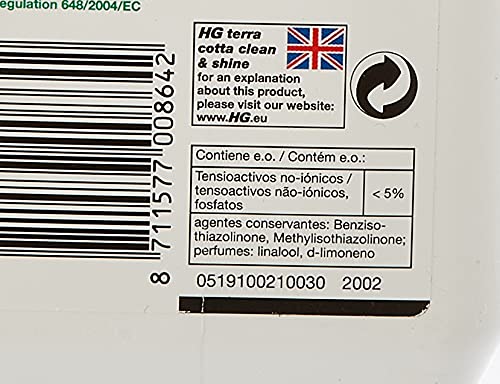 egulation 648/2004/EC
HG terra
cotta clean
& shine
for an explanation
about this product,
please visit our website:
www.HG.eu
8 711577 008642
Contiene e.o. / Contém e.o.:
Tensioactivos no-iónicos /
tensoactivos não-iónicos,
fosfatos
< 5%
agentes conservantes: Benziso-
thiazolinone, Methylisothiazolinone;
perfumes: linalool, d-limoneno
0519100210030 2002